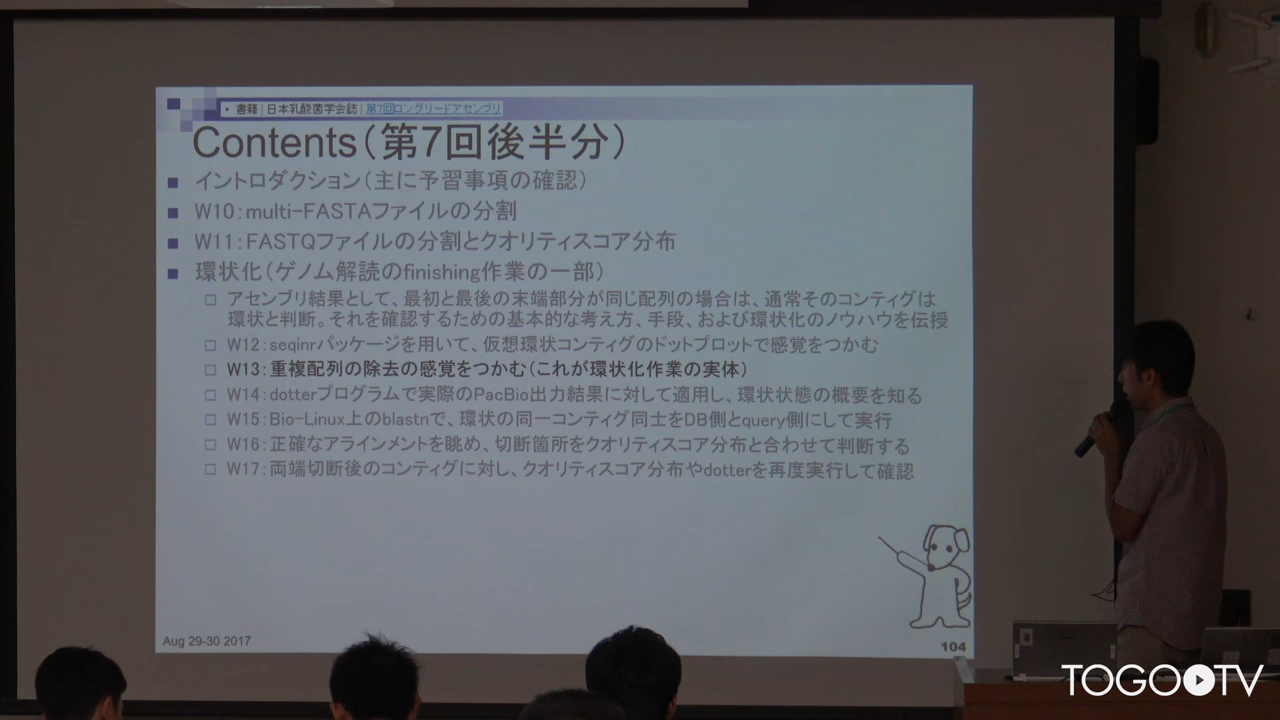 • 書籍 | 日本乳酸菌学会誌 | 第7回ロングリードアセンブリ
Contents（第7回後半分）
■ イントロダクション（主に予習事項の確認）
■ W10：multi-FASTAファイルの分割
■ W11：FASTQファイルの分割とクオリティスコア分布
■ 環状化（ゲノム解読のfinishing作業の一部）
□ アセンブリ結果として、最初と最後の末端部分が同じ配列の場合は、通常そのコンティグは
環状と判断。それを確認するための基本的な考え方、手段、および環状化のノウハウを伝授
□ W12：seqinrパッケージを用いて、仮想環状コンティグのドットプロットで感覚をつかむ
□ W13：重複配列の除去の感覚をつかむ（これが環状化作業の実体）
□ W14：dotterプログラムで実際のPacBio出力結果に対して適用し、環状状態の概要を知る
□ W15：Bio-Linux上のblastnで、環状の同一コンティグ同士をDB側とquery側にして実行
□ W16：正確なアラインメントを眺め、切断箇所をクオリティスコア分布と合わせて判断する
□ W17：両端切断後のコンティグに対し、クオリティスコア分布やdotterを再度実行して確認
Aug 29-30 2017
104
TOGO TV